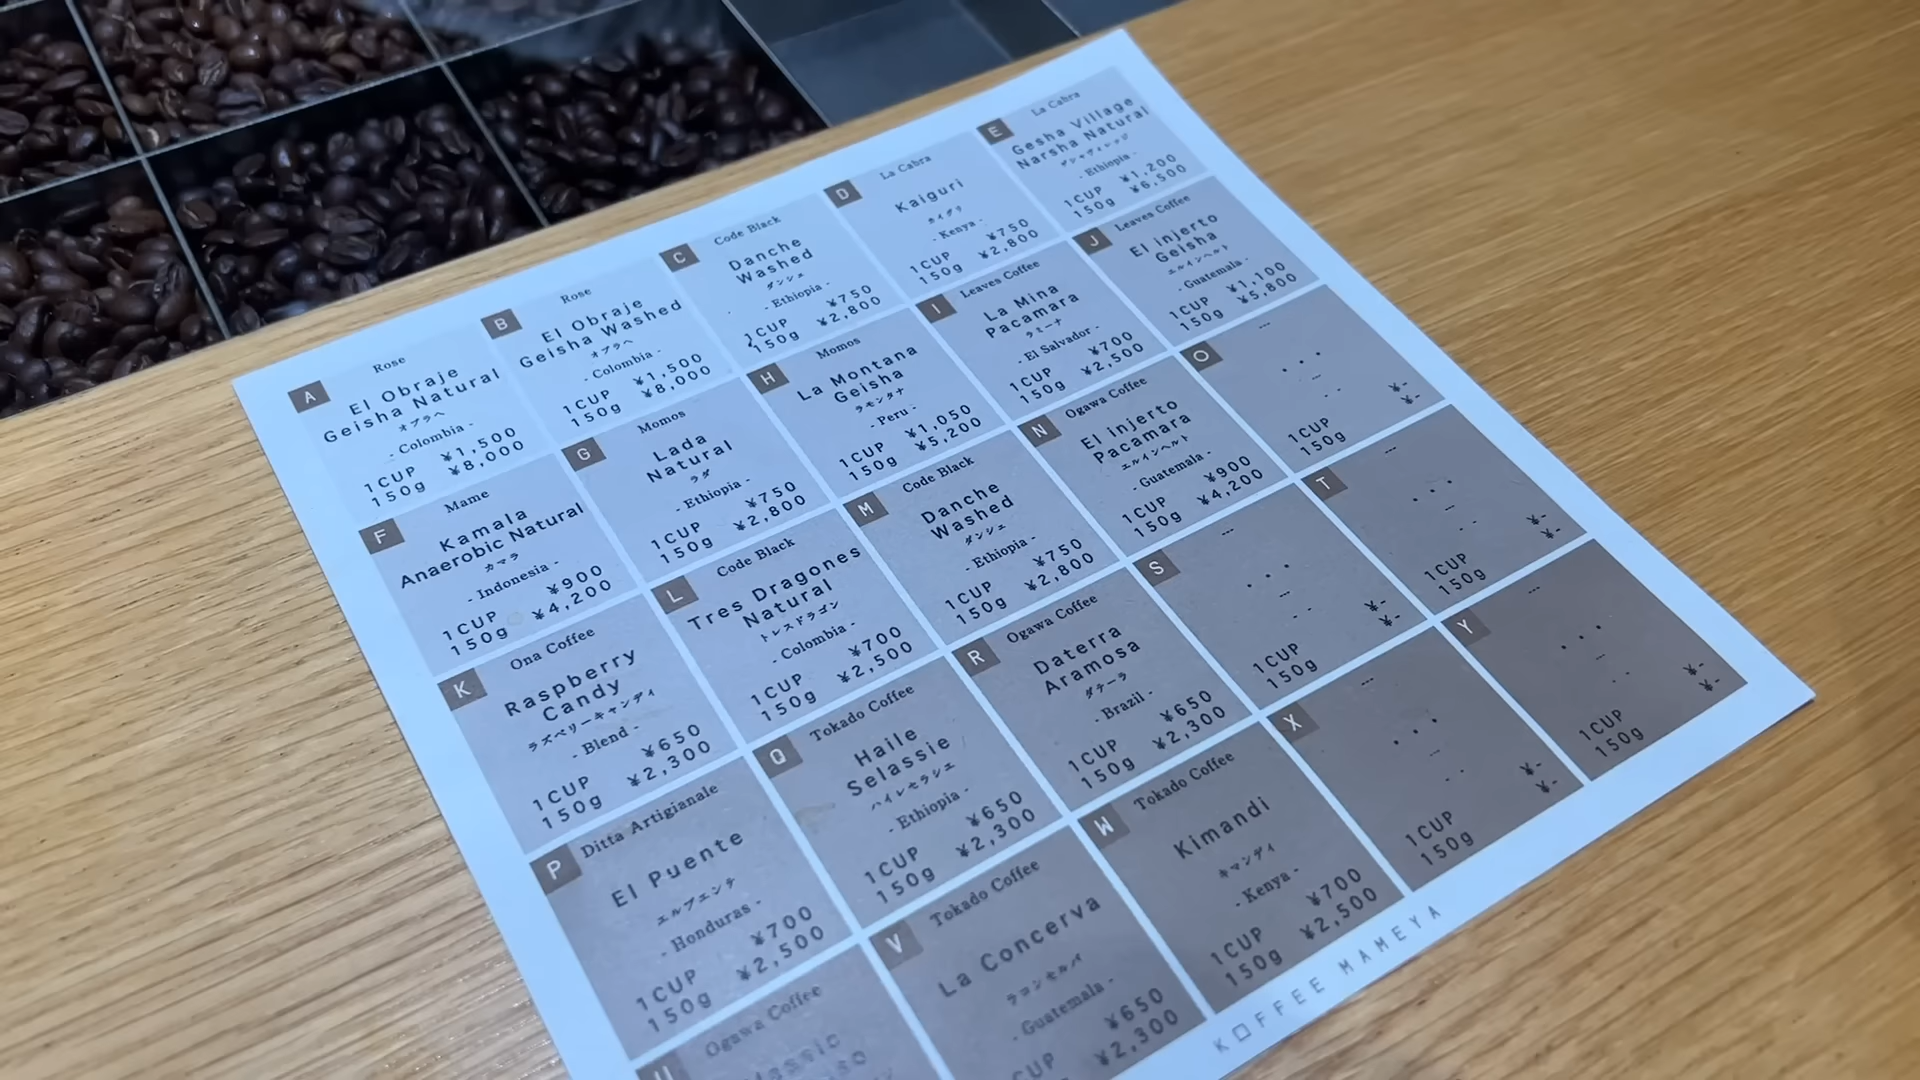 A
Rose
El Obraje
Geisha Natural
オブラヘ
- Colombia -
1CUP ¥1,500
150g ¥8,000
B
Rose
El Obraje
Geisha Washed
オブラヘ
- Colombia -
1CUP ¥1,500
150g ¥8,000
C
Code Black
Danche
Washed
ダンシェ
- Ethiopia -
1CUP ¥750
150g ¥2,800
D
La Cabra
Kaiguri
カイグリ
- Kenya -
1CUP ¥750
150g ¥2,800
E
La Cabra
Gesha Village
Narsha Natural
ゲシャヴィレッジ
- Ethiopia -
1CUP ¥1,200
150g ¥6,500
F
Mame
Kamala
Anaerobic Natural
カマラ
- Indonesia -
1CUP ¥900
150g ¥4,200
G
Momos
Lada
Natural
ラダ
- Ethiopia -
1CUP ¥750
150g ¥2,800
H
Momos
La Montana
Geisha
ラモンタナ
- Peru -
1CUP ¥1,050
150g ¥5,200
I
Leaves Coffee
La Mina
Pacamara
ラミーナ
- El Salvador -
1CUP ¥700
150g ¥2,500
J
Leaves Coffee
El injerto
Geisha
エルインヘルト
- Guatemala -
1CUP ¥1,100
150g ¥5,800
K
Ona Coffee
Raspberry
Candy
ラズベリーキャンディ
- Blend -
1CUP ¥650
150g ¥2,300
L
Code Black
Tres Dragones
Natural
トレスドラゴン
- Colombia -
1CUP ¥700
150g ¥2,500
M
Code Black
Danche
Washed
ダンシェ
- Ethiopia -
1CUP ¥750
150g ¥2,800
N
Ogawa Coffee
El injerto
Pacamara
エルインヘルト
- Guatemala -
1CUP ¥900
150g ¥4,200
O
---
...
---
- -
1CUP ¥-
150g ¥-
P
Ditta Artigianale
El Puente
エルプエンテ
- Honduras -
1CUP ¥700
150g ¥2,500
Q
Tokado Coffee
Haile
Selassie
ハイレセラシエ
- Ethiopia -
1CUP ¥650
150g ¥2,300
R
Ogawa Coffee
Daterra
Aramosa
ダテーラ
- Brazil -
1CUP ¥650
150g ¥2,300
S
---
...
---
- -
1CUP ¥-
150g ¥-
T
---
...
---
- -
1CUP ¥-
150g ¥-
U
Ogawa Coffee
V
Tokado Coffee
La Concerva
ラコンセルバ
- Guatemala -
CUP ¥650
¥2,300
W
Tokado Coffee
Kimandi
キマンディ
- Kenya -
1CUP ¥700
150g ¥2,500
X
---
...
---
- -
1CUP ¥-
150g ¥-
Y
---
...
---
- -
1CUP ¥-
150g ¥-
KOFFEE MAMEYA